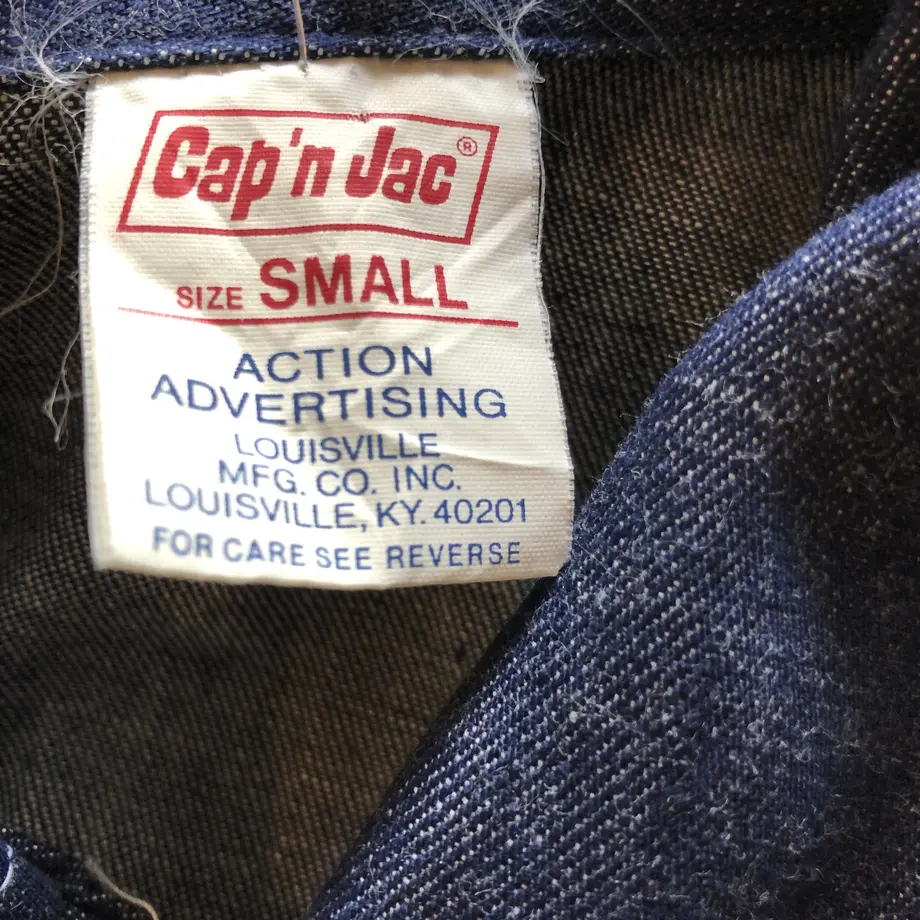 Cap'n Jac ®
SIZE SMALL
ACTION
ADVERTISING
LOUISVILLE
MFG. CO. INC.
LOUISVILLE, KY. 40201
FOR CARE SEE REVERSE